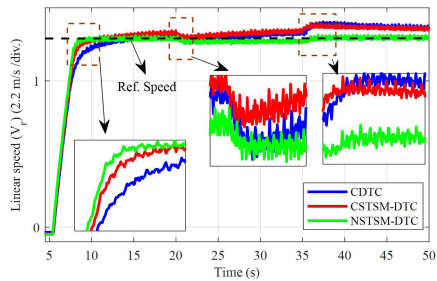 Linear speed (Vr) (2.2 m/s /div.)
1
0
Ref. Speed
CDTC
CSTSM-DTC
NSTSM-DTC
5 10 15 20 25 30 35 40 45 50
Time (s)